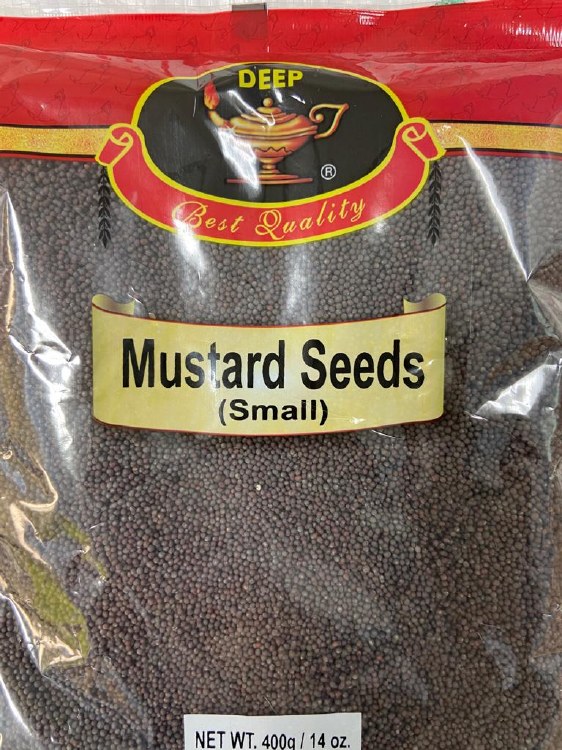 DEEP
®
Best Quality
Mustard Seeds
(Small)
NET WT. 400g / 14 oz.